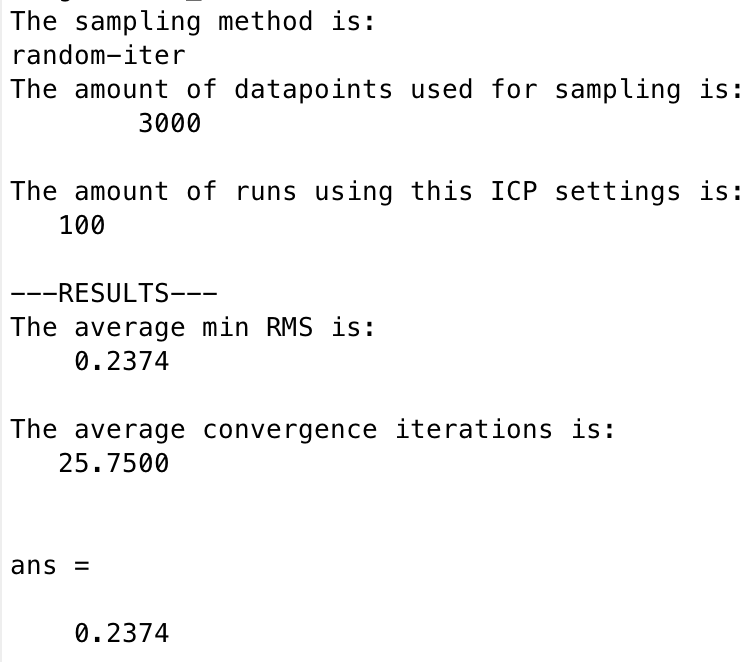 The sampling method is:
random-iter
The amount of datapoints used for sampling is:
3000
The amount of runs using this ICP settings is:
100
---RESULTS---
The average min RMS is:
0.2374
The average convergence iterations is:
25.7500
ans =
0.2374